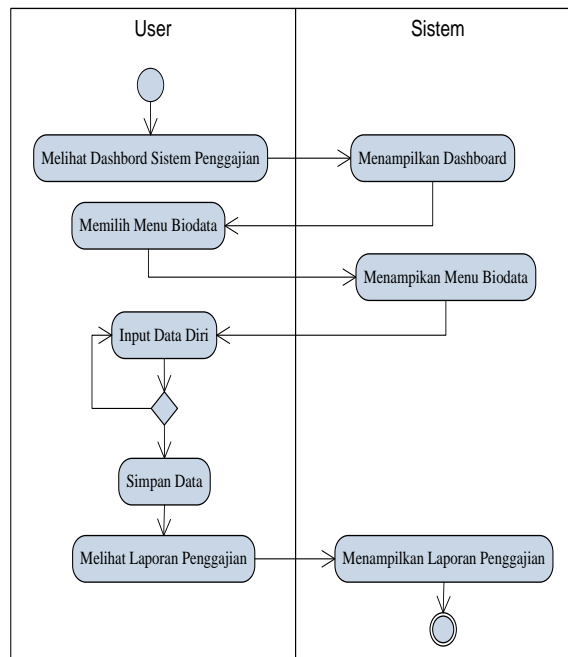 User
Sistem
Melihat Dashbord Sistem Penggajian
Menampilkan Dashboard
Memilih Menu Biodata
Menampikan Menu Biodata
Input Data Diri
Simpan Data
Melihat Laporan Penggajian
Menampilkan Laporan Penggajian